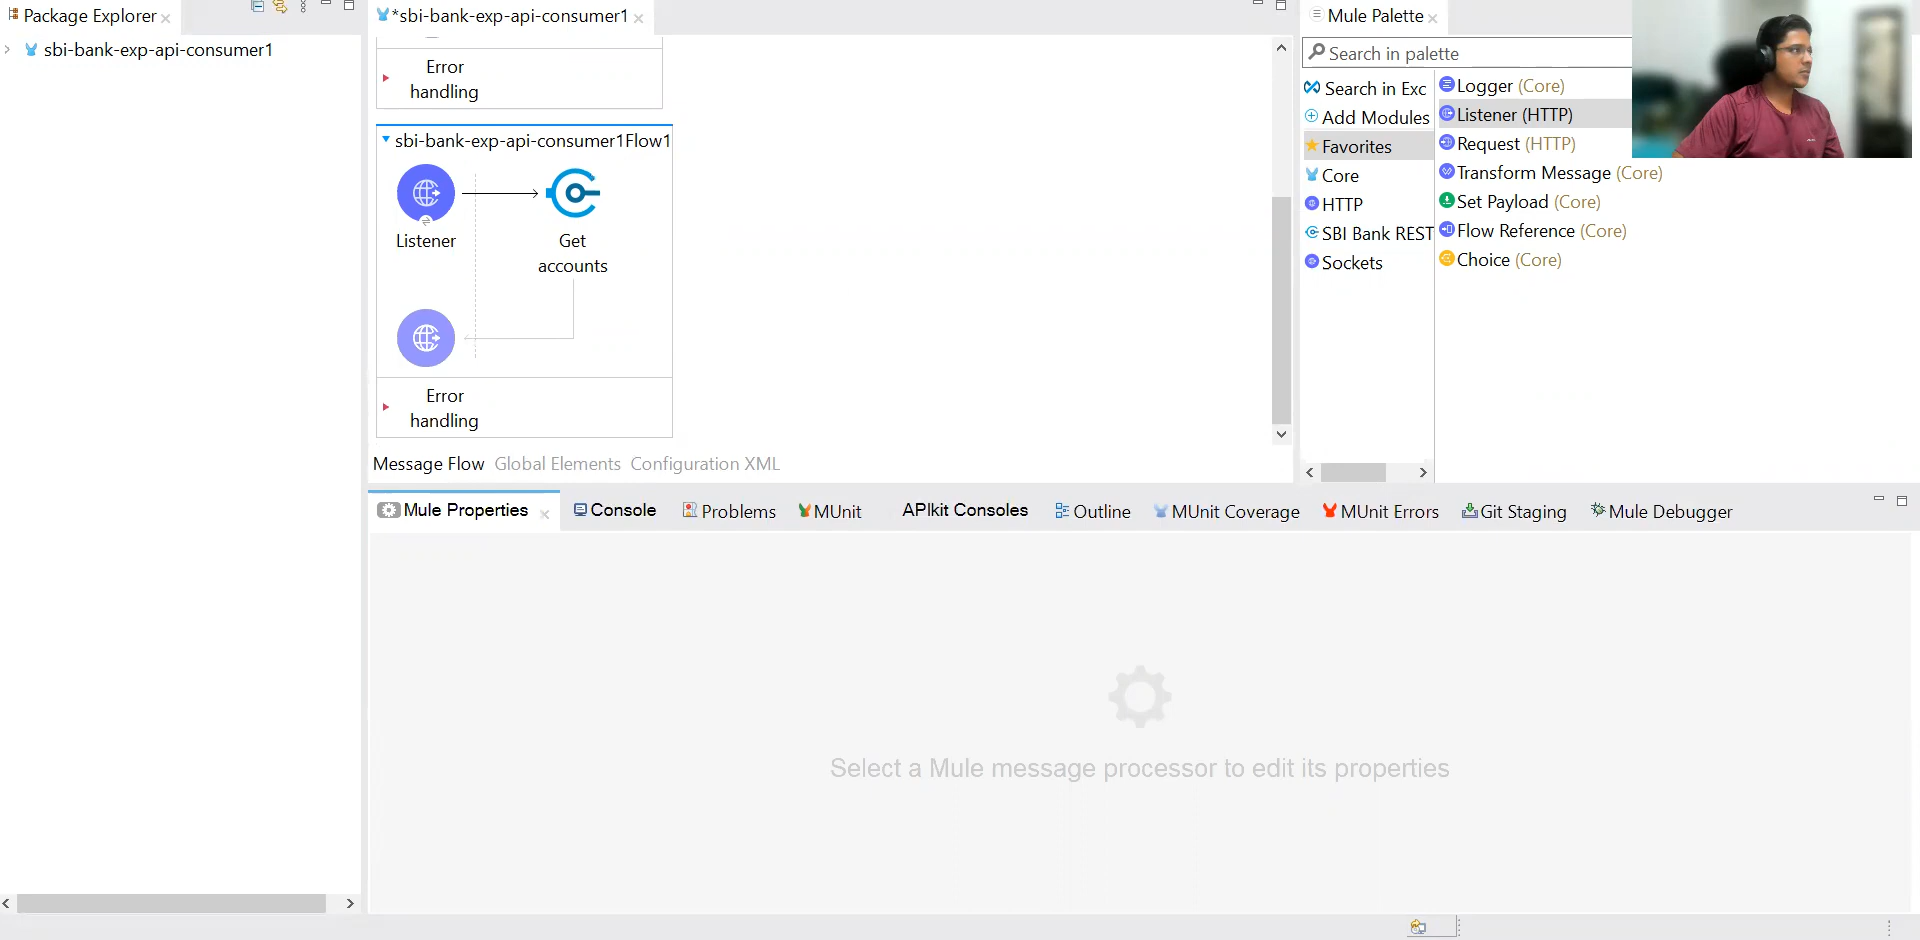 Package Explorer
sbi-bank-exp-api-consumer1
*sbi-bank-exp-api-consumer1
Error
handling
sbi-bank-exp-api-consumer1Flow1
Listener
Get
accounts
Error
handling
Message Flow Global Elements Configuration XML
Mule Palette
Search in palette
Search in Exc
Add Modules
Favorites
Core
HTTP
SBI Bank REST
Sockets
Logger (Core)
Listener (HTTP)
Request (HTTP)
Transform Message (Core)
Set Payload (Core)
Flow Reference (Core)
Choice (Core)
Mule Properties Console Problems MUnit APIkit Consoles Outline MUnit Coverage MUnit Errors Git Staging Mule Debugger
Select a Mule message processor to edit its properties